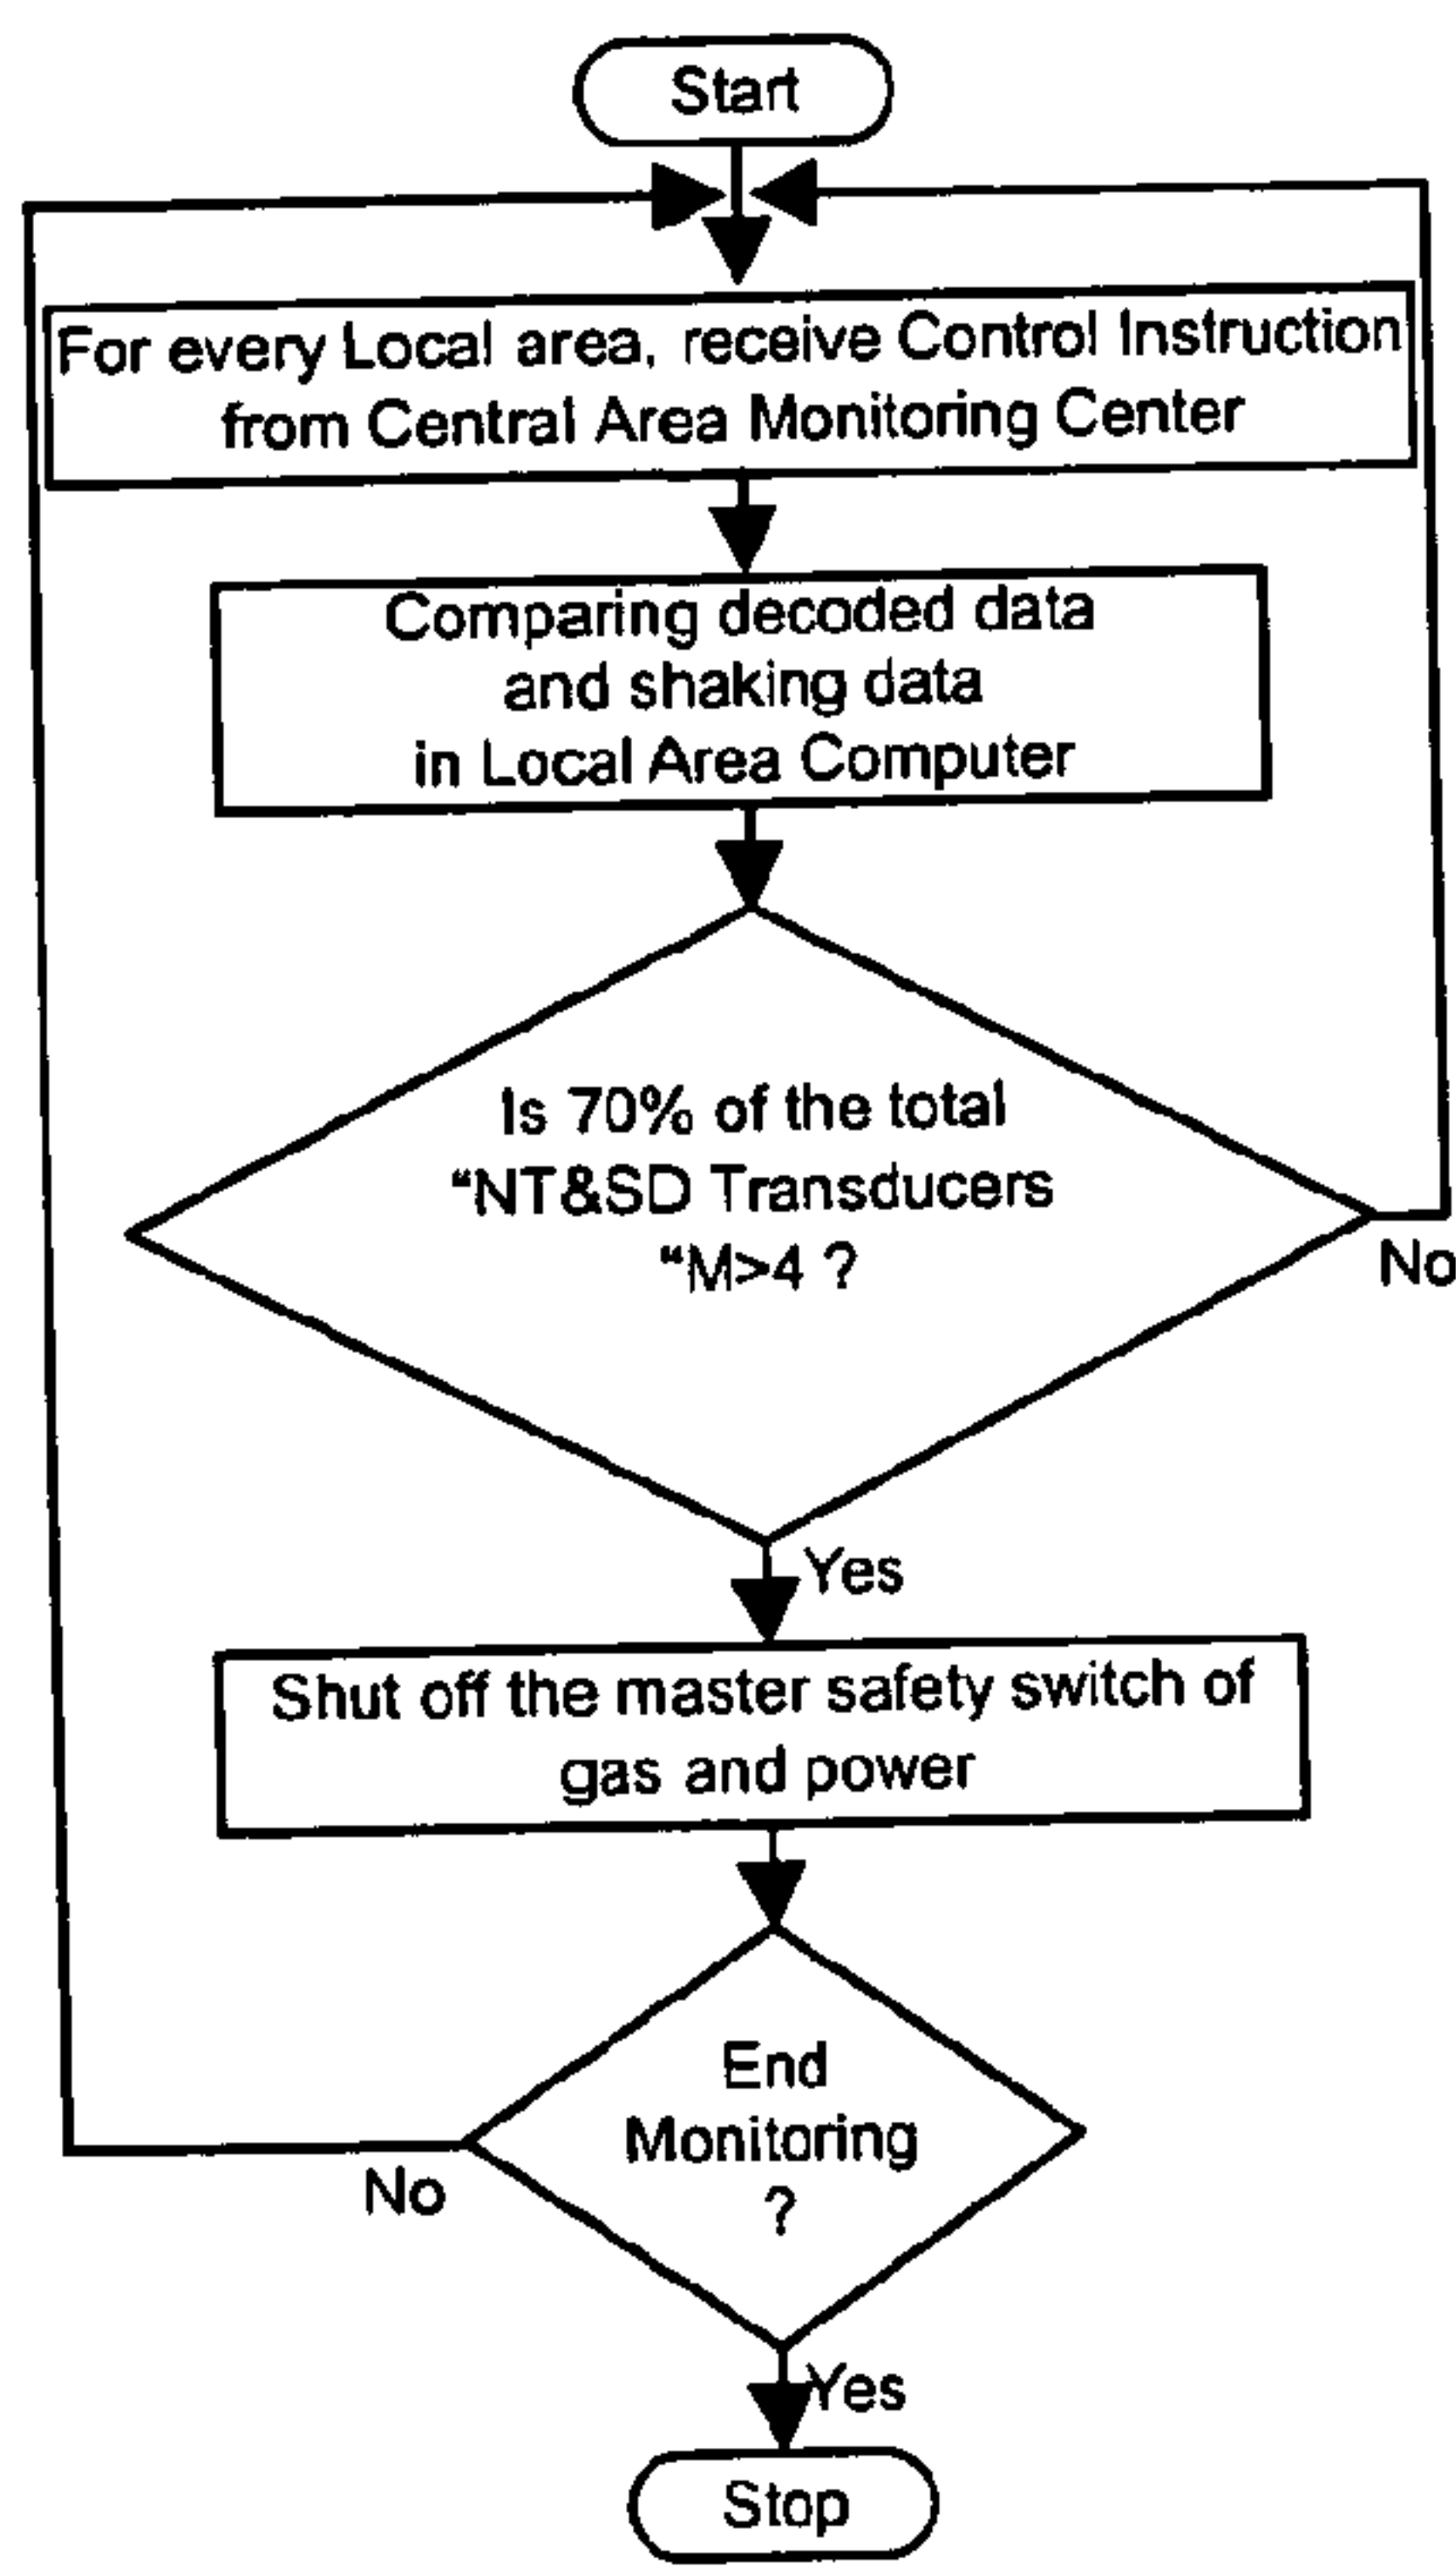 Start
For every Local area, receive Control Instruction
from Central Area Monitoring Center
Comparing decoded data
and shaking data
in Local Area Computer
Is 70% of the total
“NT&SD Transducers
“M>4 ?
No
Yes
Shut off the master safety switch of
gas and power
End
Monitoring
?
No
Yes
Stop